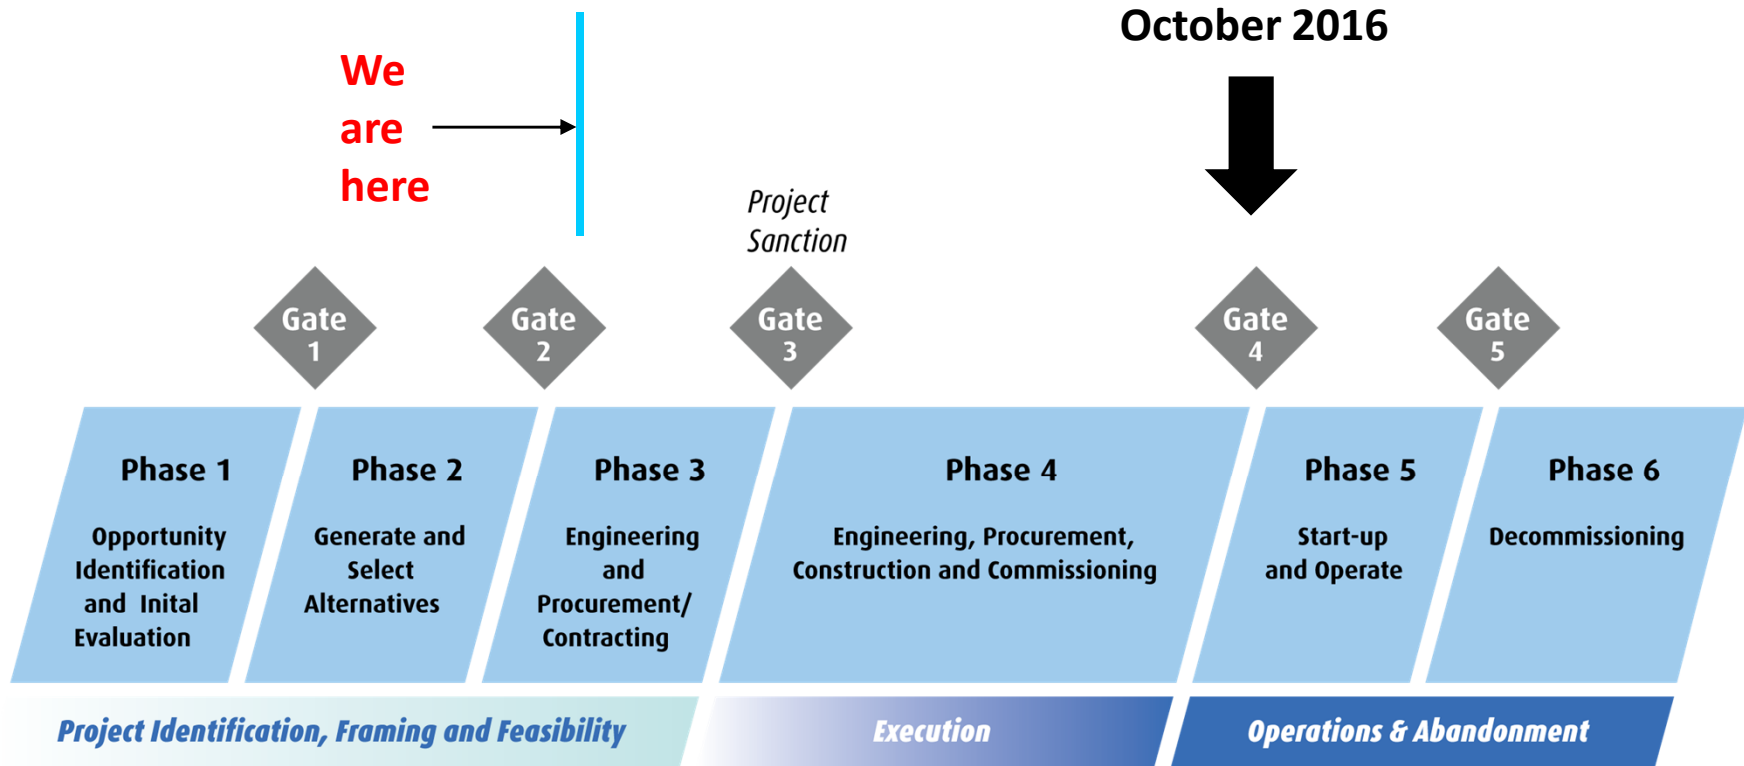 October 2016
We
are
here
Project
Sanction
Gate
1
Gate
2
Gate
3
Gate
4
Gate
5
Phase 1
Opportunity
Identification
and Inital
Evaluation
Phase 2
Generate and
Select
Alternatives
Phase 3
Engineering
and
Procurement/
Contracting
Phase 4
Engineering, Procurement,
Construction and Commissioning
Phase 5
Start-up
and Operate
Phase 6
Decommissioning
Project Identification, Framing and Feasibility
Execution
Operations & Abandonment